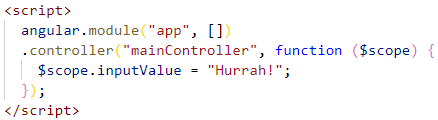 <script>
  angular.module("app", [])
  .controller("mainController", function ($scope) {
    $scope.inputValue = "Hurrah!";
  });
</script>